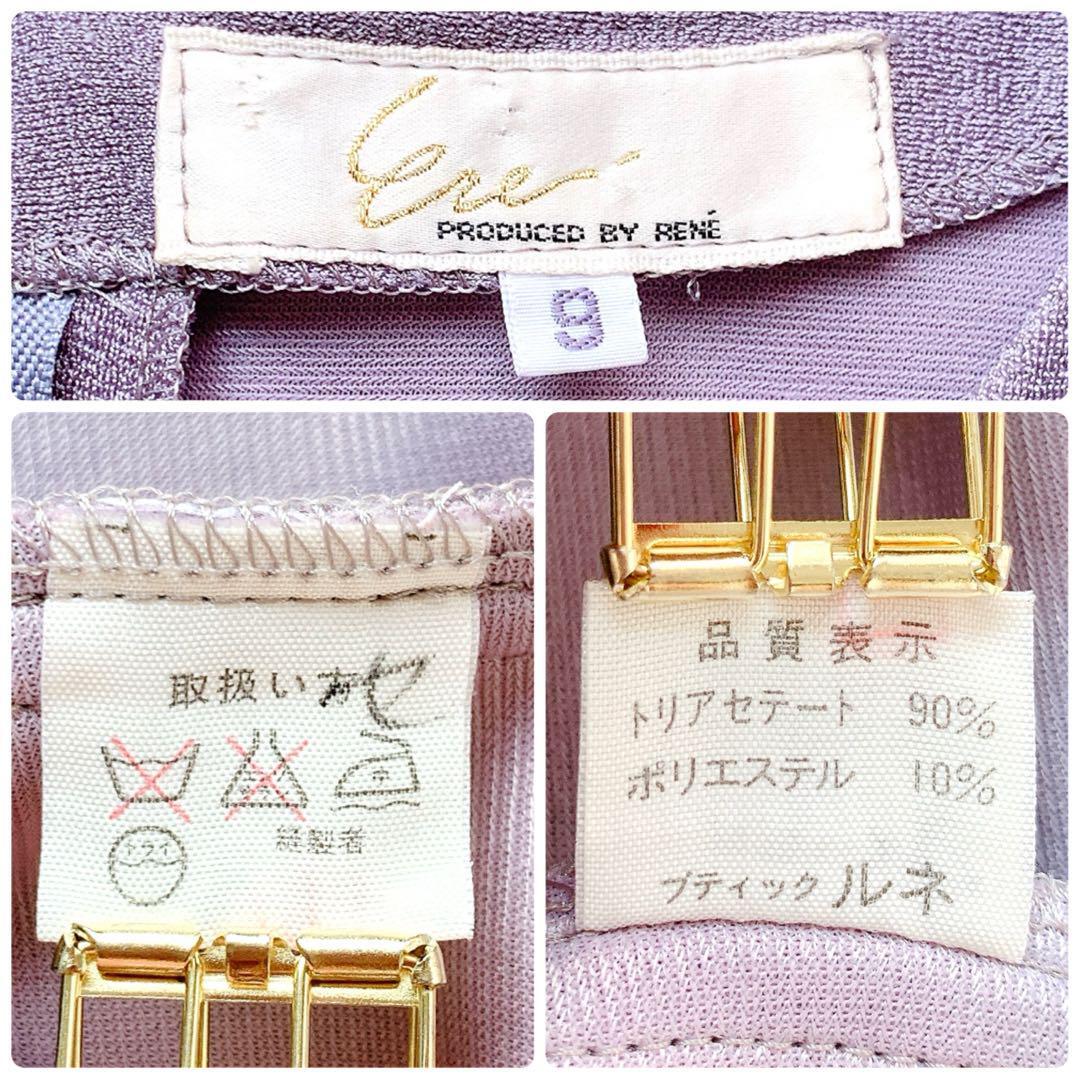 Ere
PRODUCED BY RENÉ
9
取扱い方
ドライ
縫製者
品質表示
トリアセテート 90%
ポリエステル 10%
ブティック ルネ